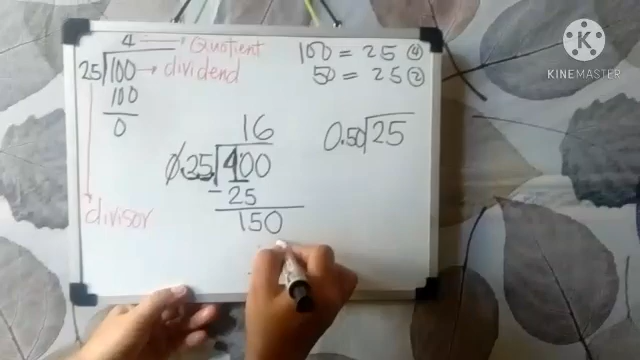 4 → Quotient
25 √100 → dividend
100
0
divisor
100 = 25 ④
50 = 25 ②
16
0.25 √400
- 25
150
0.50 √25
KINEMASTER